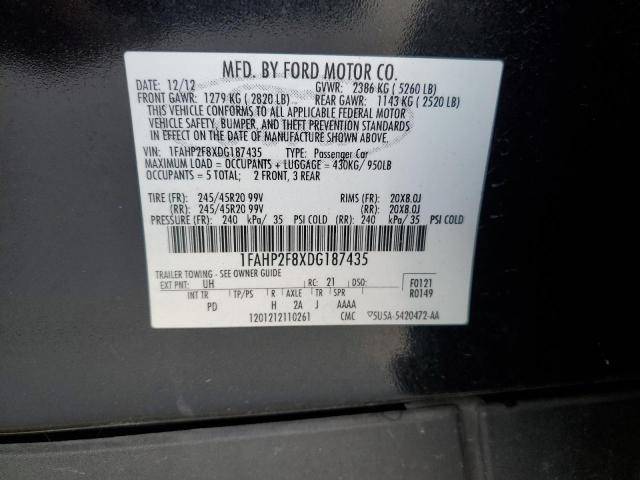 MFD. BY FORD MOTOR CO.
DATE: 12/12 GVWR: 2386 KG ( 5260 LB)
FRONT GAWR: 1279 KG ( 2820 LB) REAR GAWR: 1143 KG ( 2520 LB)
THIS VEHICLE CONFORMS TO ALL APPLICABLE FEDERAL MOTOR
VEHICLE SAFETY, BUMPER, AND THEFT PREVENTION STANDARDS
IN EFFECT ON THE DATE OF MANUFACTURE SHOWN ABOVE.
VIN: 1FAHP2F8XDG187435 TYPE: Passenger Car
MAXIMUM LOAD = OCCUPANTS + LUGGAGE = 430KG/ 950LB
OCCUPANTS = 5 TOTAL; 2 FRONT, 3 REAR
TIRE (FR): 245/45R20 99V RIMS (FR): 20X8.0J
(RR): 245/45R20 99V (RR): 20X8.0J
PRESSURE (FR): 240 kPa/ 35 PSI COLD (RR): 240 kPa/ 35 PSI COLD
1FAHP2F8XDG187435
TRAILER TOWING - SEE OWNER GUIDE
EXT PNT: UH RC: 21 DSO: F0121
INT TR TP/PS R AXLE TR SPR R0149
PD H 2A J AAAA
1201212110261 CMC ▽5U5A-5420472-AA